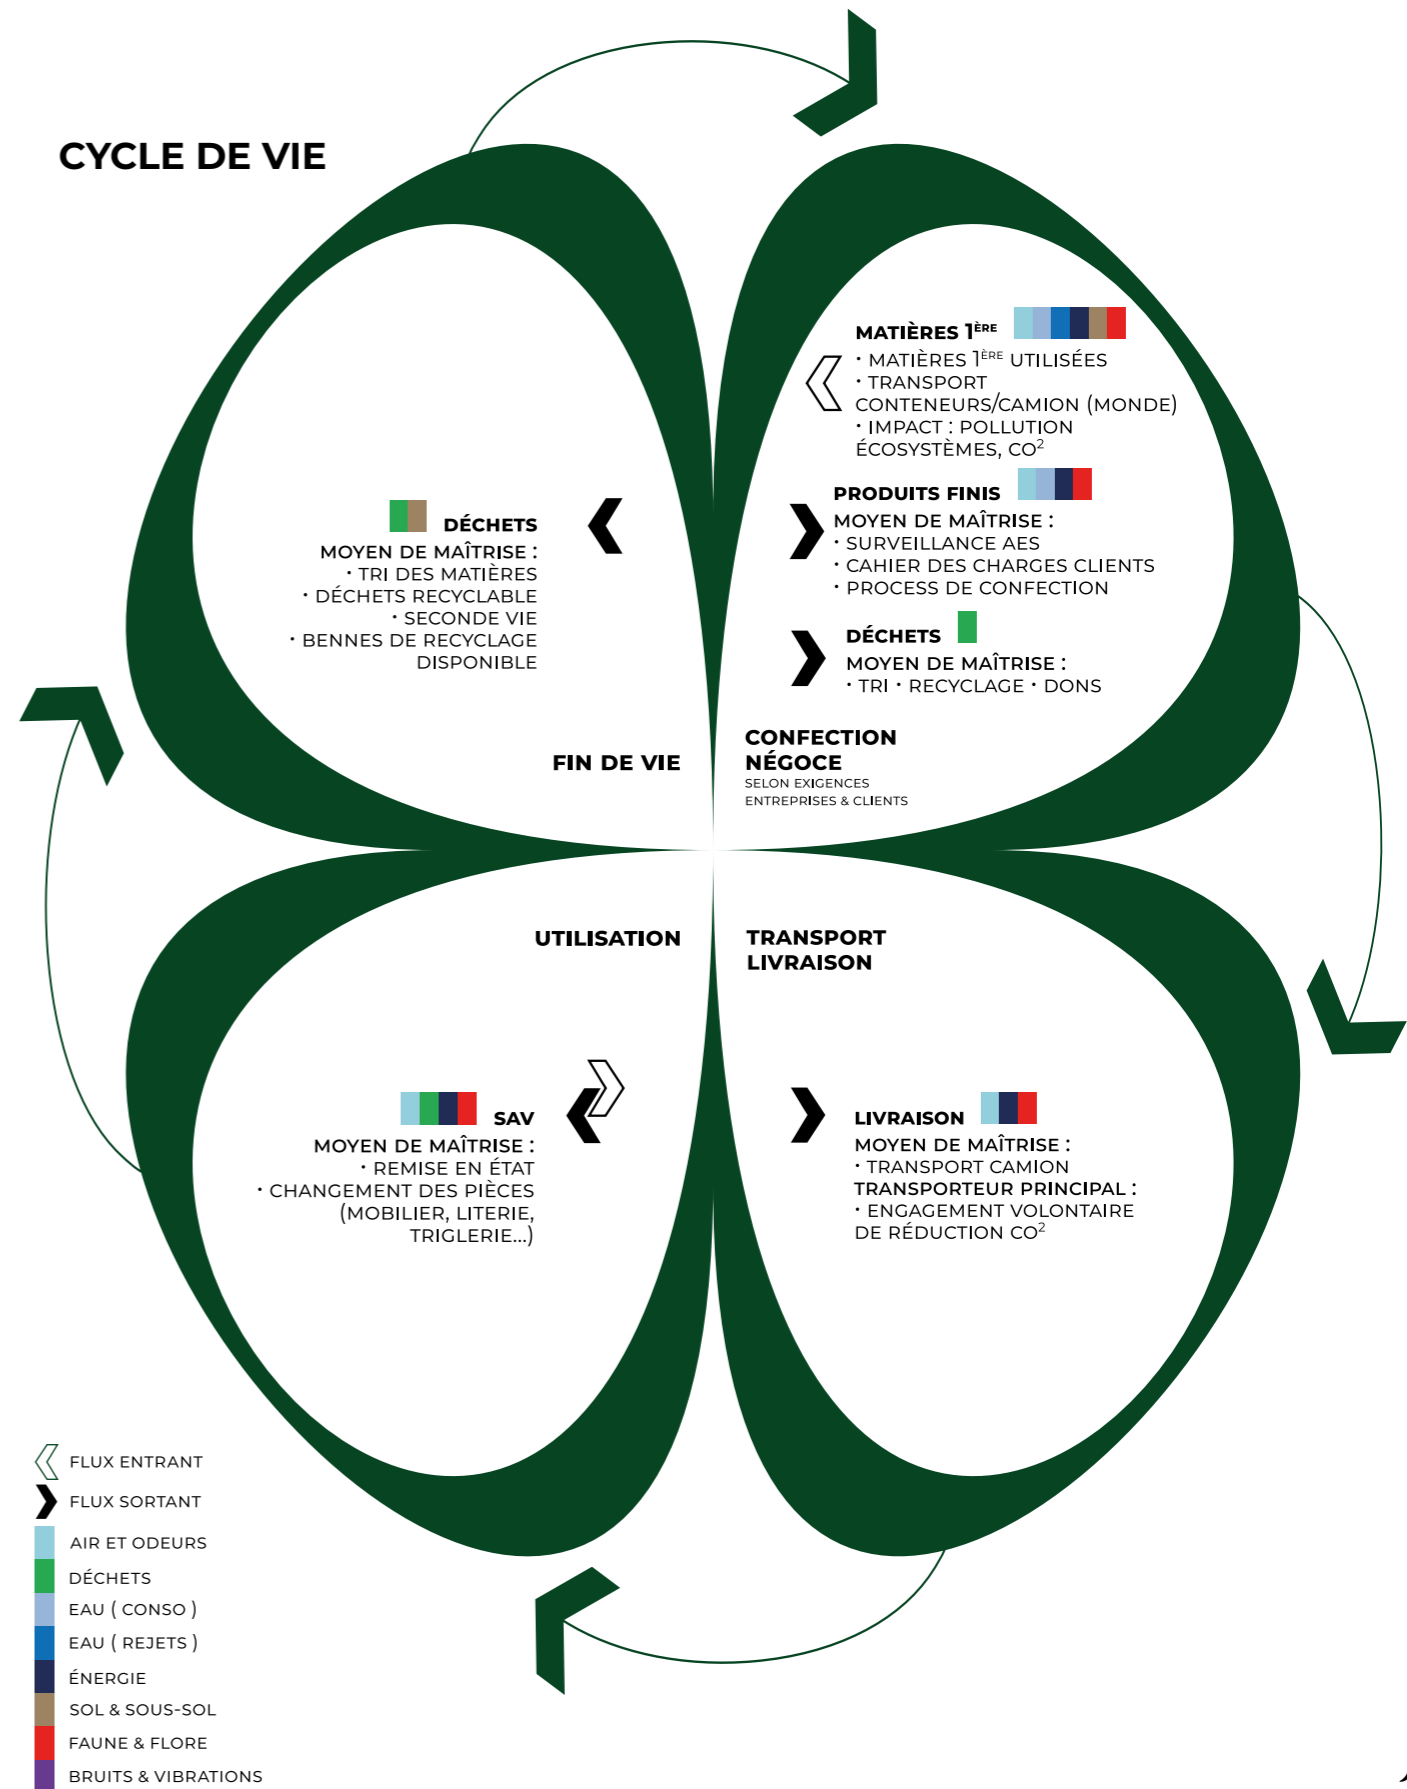 CYCLE DE VIE
MATIÈRES 1ÈRE
· MATIÈRES 1ÈRE UTILISÉES
· TRANSPORT
CONTENEURS/CAMION (MONDE)
· IMPACT : POLLUTION
ÉCOSYSTÈMES, CO²
PRODUITS FINIS
MOYEN DE MAÎTRISE :
· SURVEILLANCE AES
· CAHIER DES CHARGES CLIENTS
· PROCESS DE CONFECTION
DÉCHETS
MOYEN DE MAÎTRISE :
· TRI · RECYCLAGE · DONS
CONFECTION
NÉGOCE
SELON EXIGENCES
ENTREPRISES & CLIENTS
DÉCHETS
MOYEN DE MAÎTRISE :
· TRI DES MATIÈRES
· DÉCHETS RECYCLABLE
· SECONDE VIE
· BENNES DE RECYCLAGE
DISPONIBLE
FIN DE VIE
UTILISATION
SAV
MOYEN DE MAÎTRISE :
· REMISE EN ÉTAT
· CHANGEMENT DES PIÈCES
(MOBILIER, LITERIE,
TRIGLERIE...)
TRANSPORT
LIVRAISON
LIVRAISON
MOYEN DE MAÎTRISE :
· TRANSPORT CAMION
TRANSPORTEUR PRINCIPAL :
· ENGAGEMENT VOLONTAIRE
DE RÉDUCTION CO²
FLUX ENTRANT
FLUX SORTANT
AIR ET ODEURS
DÉCHETS
EAU ( CONSO )
EAU ( REJETS )
ÉNERGIE
SOL & SOUS-SOL
FAUNE & FLORE
BRUITS & VIBRATIONS